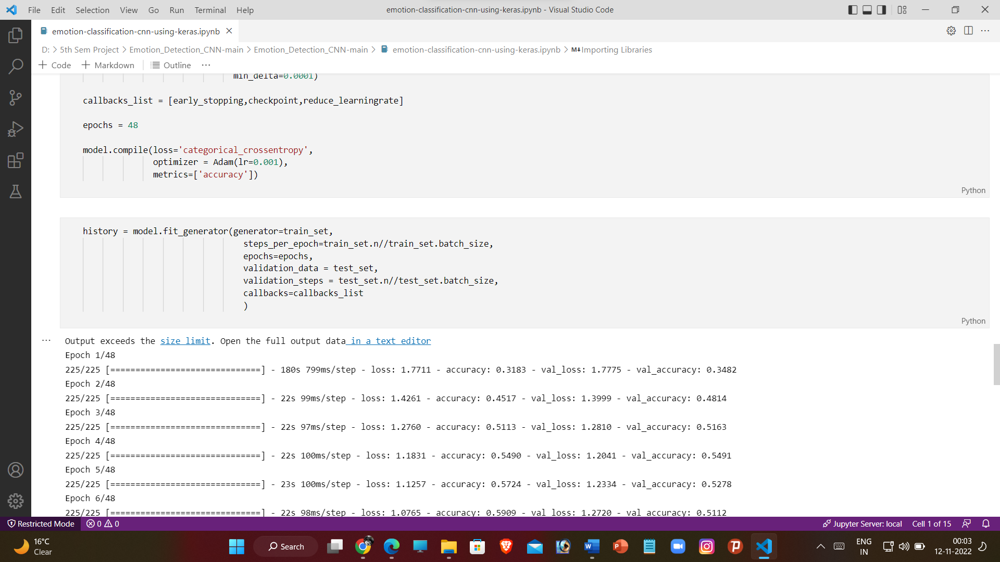 File Edit Selection View Go Run Terminal Help
emotion-classification-cnn-using-keras.ipynb - Visual Studio Code
emotion-classification-cnn-using-keras.ipynb
D: > 5th Sem Project > Emotion_Detection_CNN-main > Emotion_Detection_CNN-main > emotion-classification-cnn-using-keras.ipynb > M↓Importing Libraries
+ Code + Markdown Outline ...
min_delta=0.0001)
callbacks_list = [early_stopping,checkpoint,reduce_learningrate]
epochs = 48
model.compile(loss='categorical_crossentropy',
optimizer = Adam(lr=0.001),
metrics=['accuracy'])
Python
history = model.fit_generator(generator=train_set,
steps_per_epoch=train_set.n//train_set.batch_size,
epochs=epochs,
validation_data = test_set,
validation_steps = test_set.n//test_set.batch_size,
callbacks=callbacks_list
)
Python
... Output exceeds the size limit. Open the full output data in a text editor
Epoch 1/48
225/225 [==============================] - 180s 799ms/step - loss: 1.7711 - accuracy: 0.3183 - val_loss: 1.7775 - val_accuracy: 0.3482
Epoch 2/48
225/225 [==============================] - 22s 99ms/step - loss: 1.4261 - accuracy: 0.4517 - val_loss: 1.3999 - val_accuracy: 0.4814
Epoch 3/48
225/225 [==============================] - 22s 97ms/step - loss: 1.2760 - accuracy: 0.5113 - val_loss: 1.2810 - val_accuracy: 0.5163
Epoch 4/48
225/225 [==============================] - 22s 100ms/step - loss: 1.1831 - accuracy: 0.5490 - val_loss: 1.2041 - val_accuracy: 0.5491
Epoch 5/48
225/225 [==============================] - 23s 100ms/step - loss: 1.1257 - accuracy: 0.5724 - val_loss: 1.2334 - val_accuracy: 0.5278
Epoch 6/48
225/225 [==============================] - 22s 98ms/step - loss: 1.0765 - accuracy: 0.5909 - val_loss: 1.2720 - val_accuracy: 0.5112
Restricted Mode 0 0 Jupyter Server: local Cell 1 of 15
16°C
Clear
Search
ENG
IN
00:03
12-11-2022